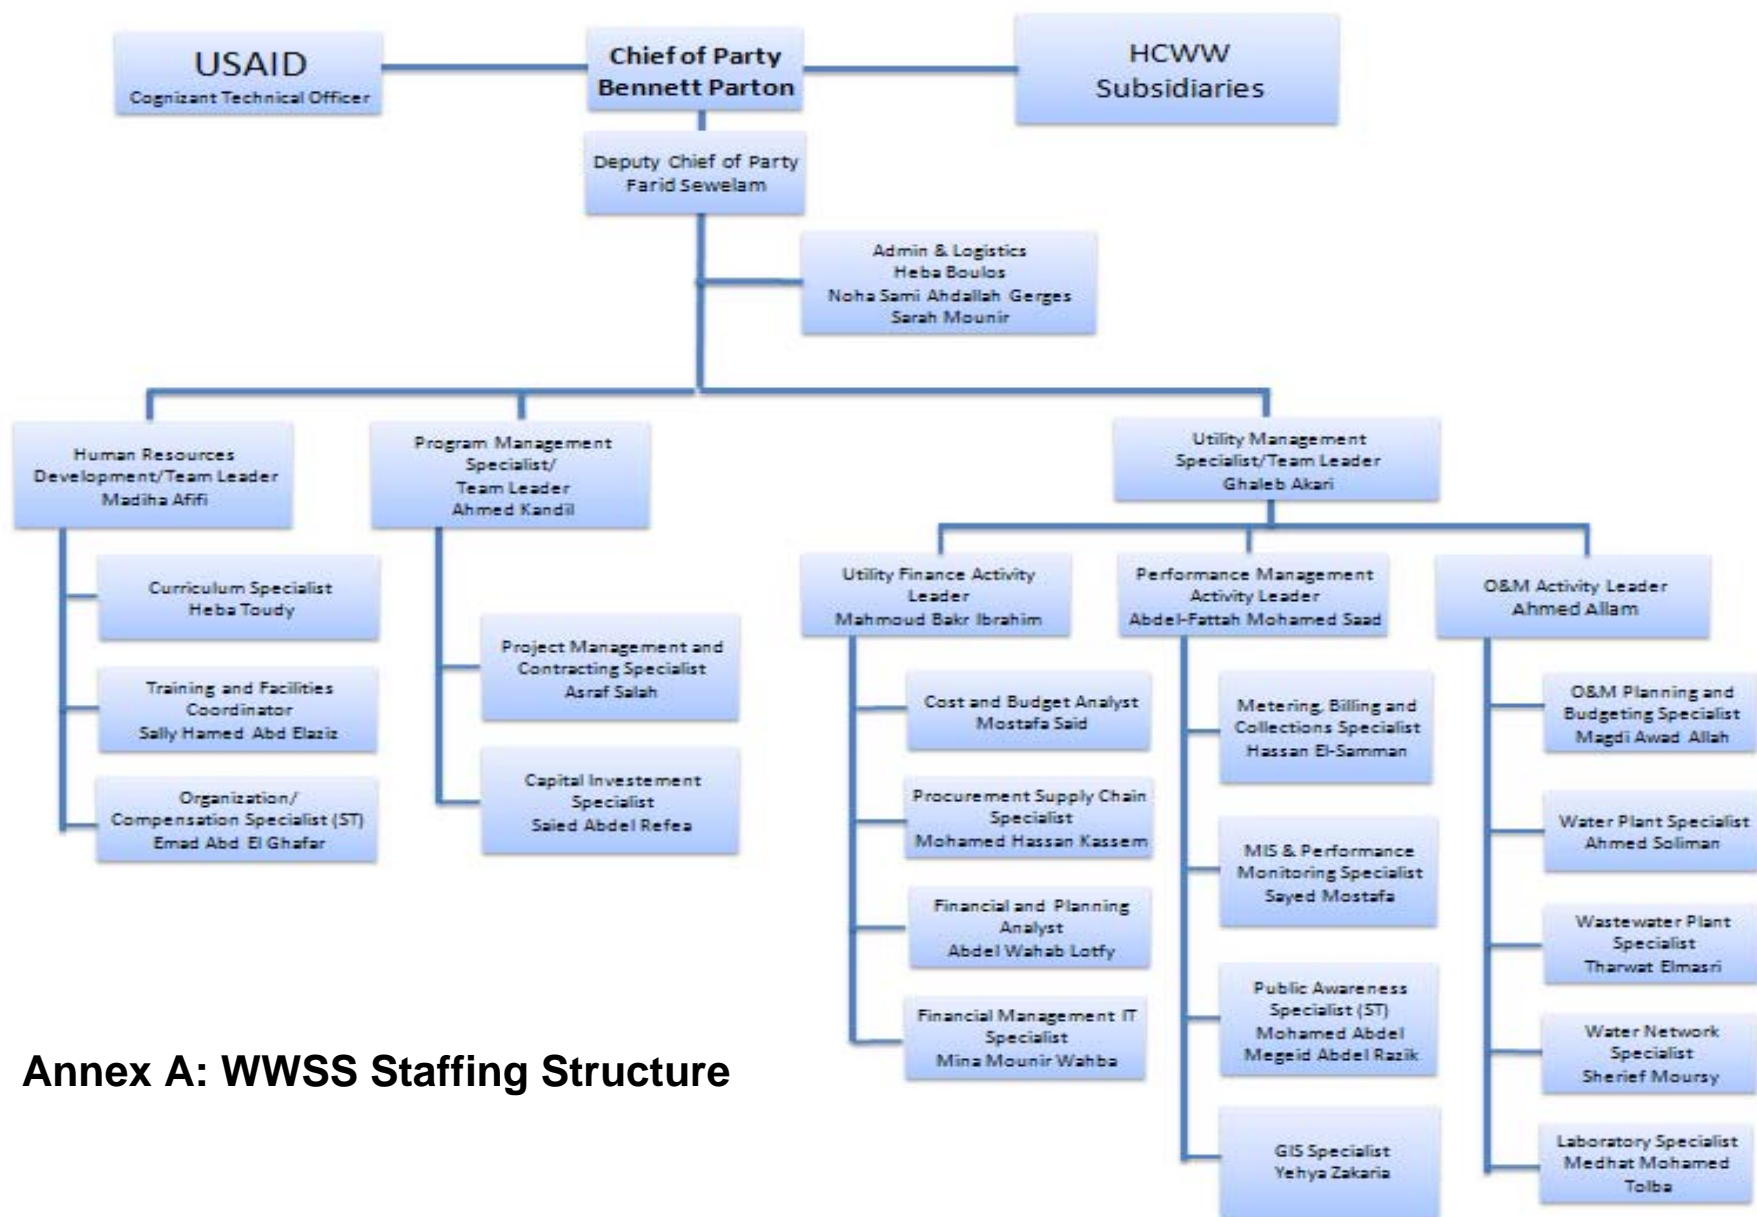 USAID
Cognizant Technical Officer
Chief of Party
Bennett Parton
HCWW
Subsidiaries
Deputy Chief of Party
Farid Sewelam
Admin & Logistics
Heba Boulos
Noha Sami Ahdallah Gerges
Sarah Mounir
Human Resources
Development/Team Leader
Madiha Afifi
Program Management
Specialist/
Team Leader
Ahmed Kandil
Utility Management
Specialist/Team Leader
Ghaleb Akari
Curriculum Specialist
Heba Toudy
Training and Facilities
Coordinator
Sally Hamed Abd Elaziz
Organization/
Compensation Specialist (ST)
Emad Abd El Ghafar
Project Management and
Contracting Specialist
Asraf Salah
Capital Investement
Specialist
Saied Abdel Refea
Utility Finance Activity
Leader
Mahmoud Bakr Ibrahim
Cost and Budget Analyst
Mostafa Said
Procurement Supply Chain
Specialist
Mohamed Hassan Kassem
Financial and Planning
Analyst
Abdel Wahab Lotfy
Financial Management IT
Specialist
Mina Mounir Wahba
Performance Management
Activity Leader
Abdel-Fattah Mohamed Saad
Metering, Billing and
Collections Specialist
Hassan El-Samman
MIS & Performance
Monitoring Specialist
Sayed Mostafa
Public Awareness
Specialist (ST)
Mohamed Abdel
Megeid Abdel Razik
GIS Specialist
Yehya Zakaria
O&M Activity Leader
Ahmed Allam
O&M Planning and
Budgeting Specialist
Magdi Awad Allah
Water Plant Specialist
Ahmed Soliman
Wastewater Plant
Specialist
Tharwat Elmasri
Water Network
Specialist
Sherief Moursy
Laboratory Specialist
Medhat Mohamed
Tolba
Annex A: WWSS Staffing Structure